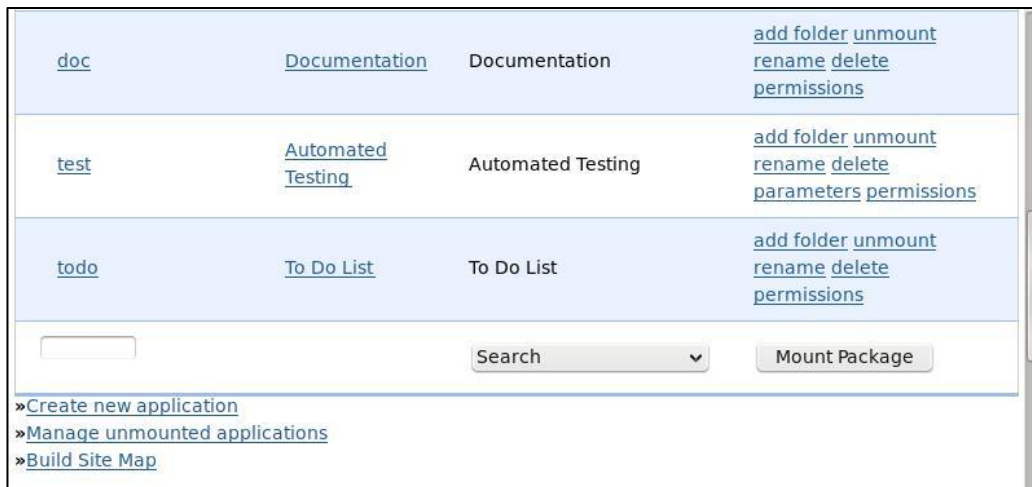 doc Documentation Documentation add folder unmount
rename delete
permissions
test Automated
Testing Automated Testing add folder unmount
rename delete
parameters permissions
todo To Do List To Do List add folder unmount
rename delete
permissions
Search Mount Package
»Create new application
»Manage unmounted applications
»Build Site Map